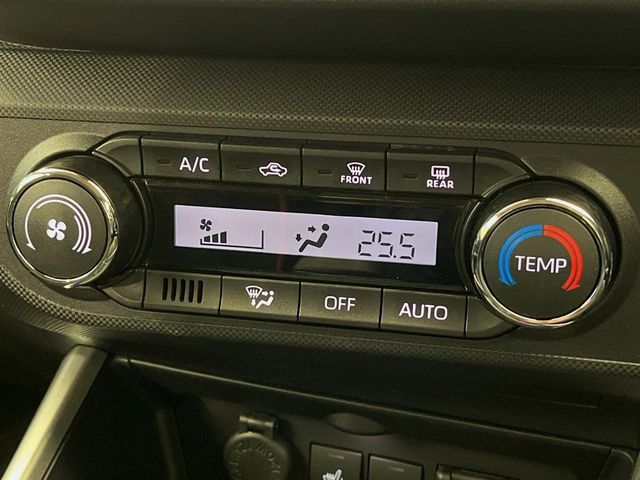 A/C
FRONT
REAR
25.5
TEMP
OFF
AUTO